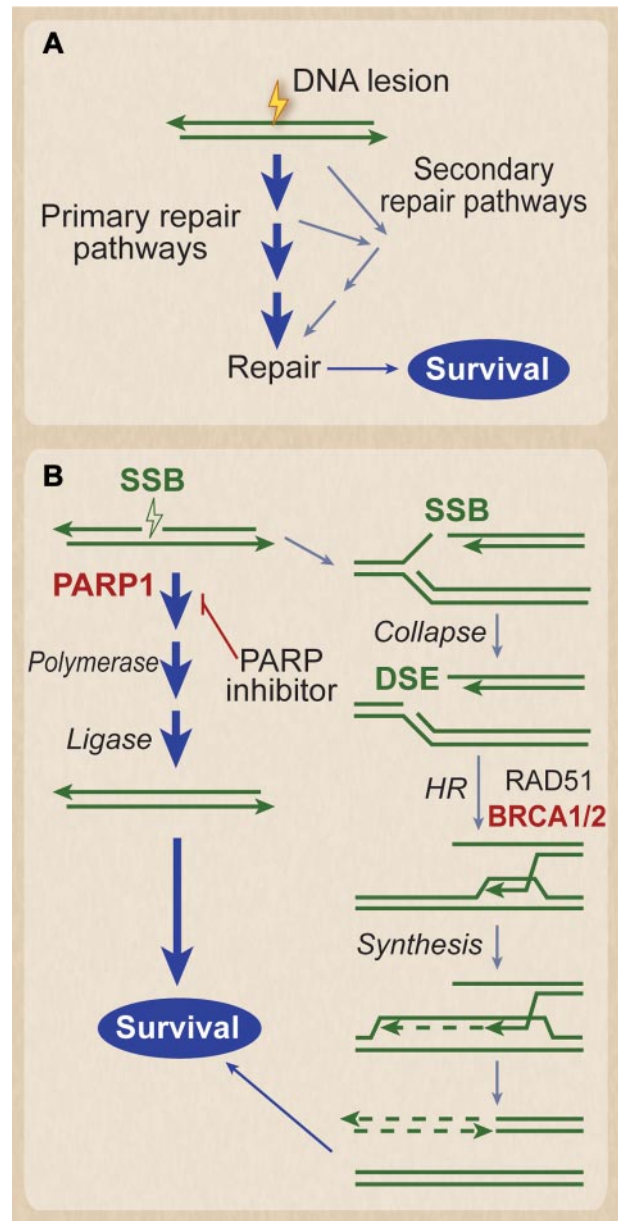 A
DNA lesion
Secondary
repair pathways
Primary repair
pathways
Repair
Survival
B
SSB
PARP1
PARP
inhibitor
Polymerase
Ligase
Survival
SSB
Collapse
DSE
HR
RAD51
BRCA1/2
Synthesis